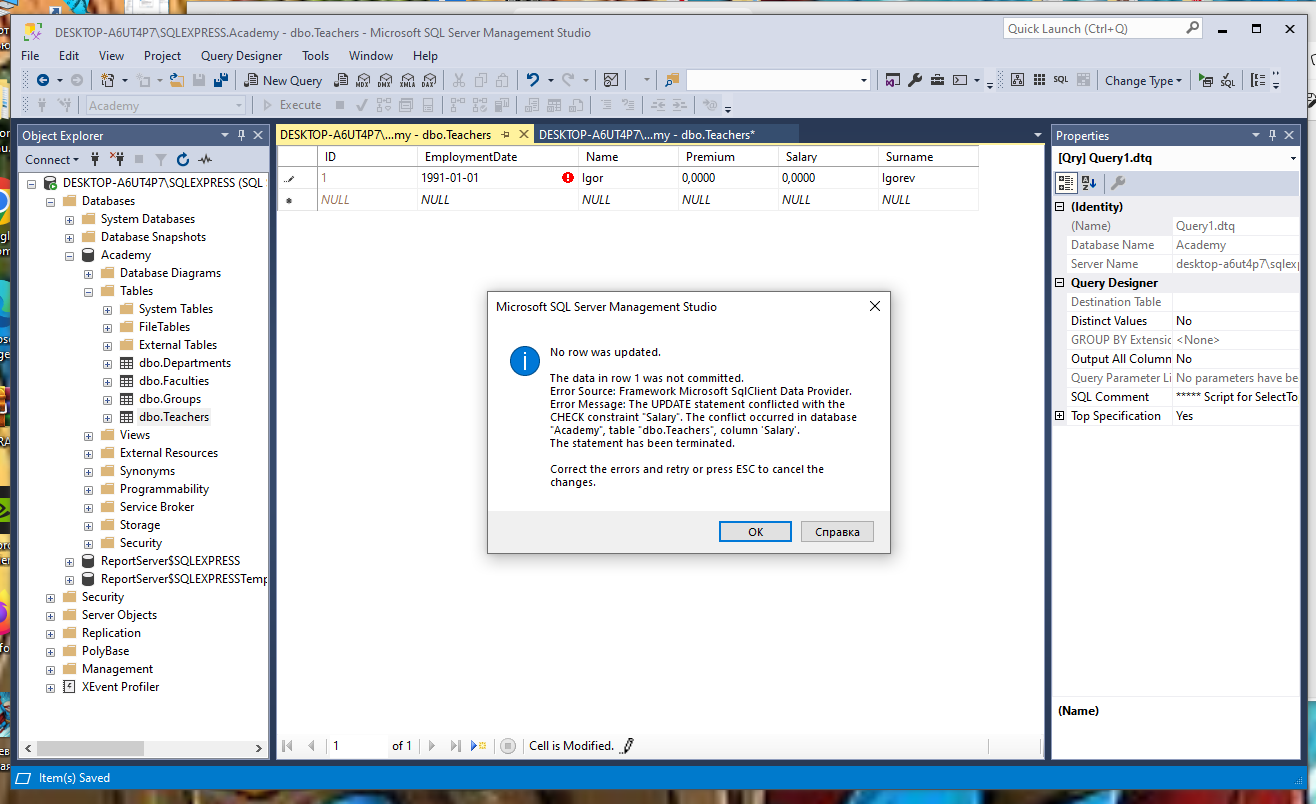 DESKTOP-A6UT4P7\SQLEXPRESS.Academy - dbo.Teachers - Microsoft SQL Server Management Studio
Quick Launch (Ctrl+Q)
File Edit View Project Query Designer Tools Window Help
New Query
MDX DMX XMLA DAX
SQL
Change Type
SQL
Academy
Execute
Object Explorer
Connect
DESKTOP-A6UT4P7\SQLEXPRESS (SQL
Databases
System Databases
Database Snapshots
Academy
Database Diagrams
Tables
System Tables
FileTables
External Tables
dbo.Departments
dbo.Faculties
dbo.Groups
dbo.Teachers
Views
External Resources
Synonyms
Programmability
Service Broker
Storage
Security
ReportServer$SQLEXPRESS
ReportServer$SQLEXPRESSTemp
Security
Server Objects
Replication
PolyBase
Management
XEvent Profiler
DESKTOP-A6UT4P7\...my - dbo.Teachers
DESKTOP-A6UT4P7\...my - dbo.Teachers*
ID EmploymentDate Name Premium Salary Surname
1 1991-01-01 Igor 0,0000 0,0000 Igorev
NULL NULL NULL NULL NULL NULL
Microsoft SQL Server Management Studio
No row was updated.
The data in row 1 was not committed.
Error Source: Framework Microsoft SqlClient Data Provider.
Error Message: The UPDATE statement conflicted with the
CHECK constraint "Salary". The conflict occurred in database
"Academy", table "dbo.Teachers", column 'Salary'.
The statement has been terminated.
Correct the errors and retry or press ESC to cancel the
changes.
OK
Справка
1 of 1 Cell is Modified.
Properties
[Qry] Query1.dtq
(Identity)
(Name) Query1.dtq
Database Name Academy
Server Name desktop-a6ut4p7\sqlexp
Query Designer
Destination Table
Distinct Values No
GROUP BY Extensio <None>
Output All Column No
Query Parameter Li No parameters have be
SQL Comment ***** Script for SelectTo
Top Specification Yes
(Name)
Item(s) Saved